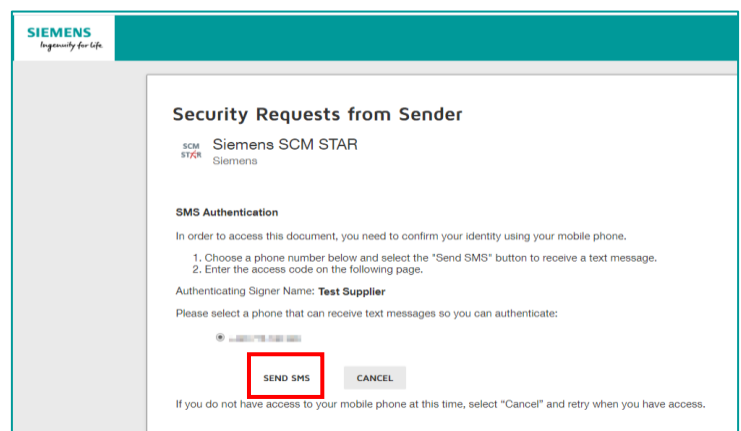 SIEMENS
Ingenuity for life
Security Requests from Sender
SCM
STAR
Siemens SCM STAR
Siemens
SMS Authentication
In order to access this document, you need to confirm your identity using your mobile phone.
1. Choose a phone number below and select the "Send SMS" button to receive a text message.
2. Enter the access code on the following page.
Authenticating Signer Name: Test Supplier
Please select a phone that can receive text messages so you can authenticate:
SEND SMS CANCEL
If you do not have access to your mobile phone at this time, select "Cancel" and retry when you have access.